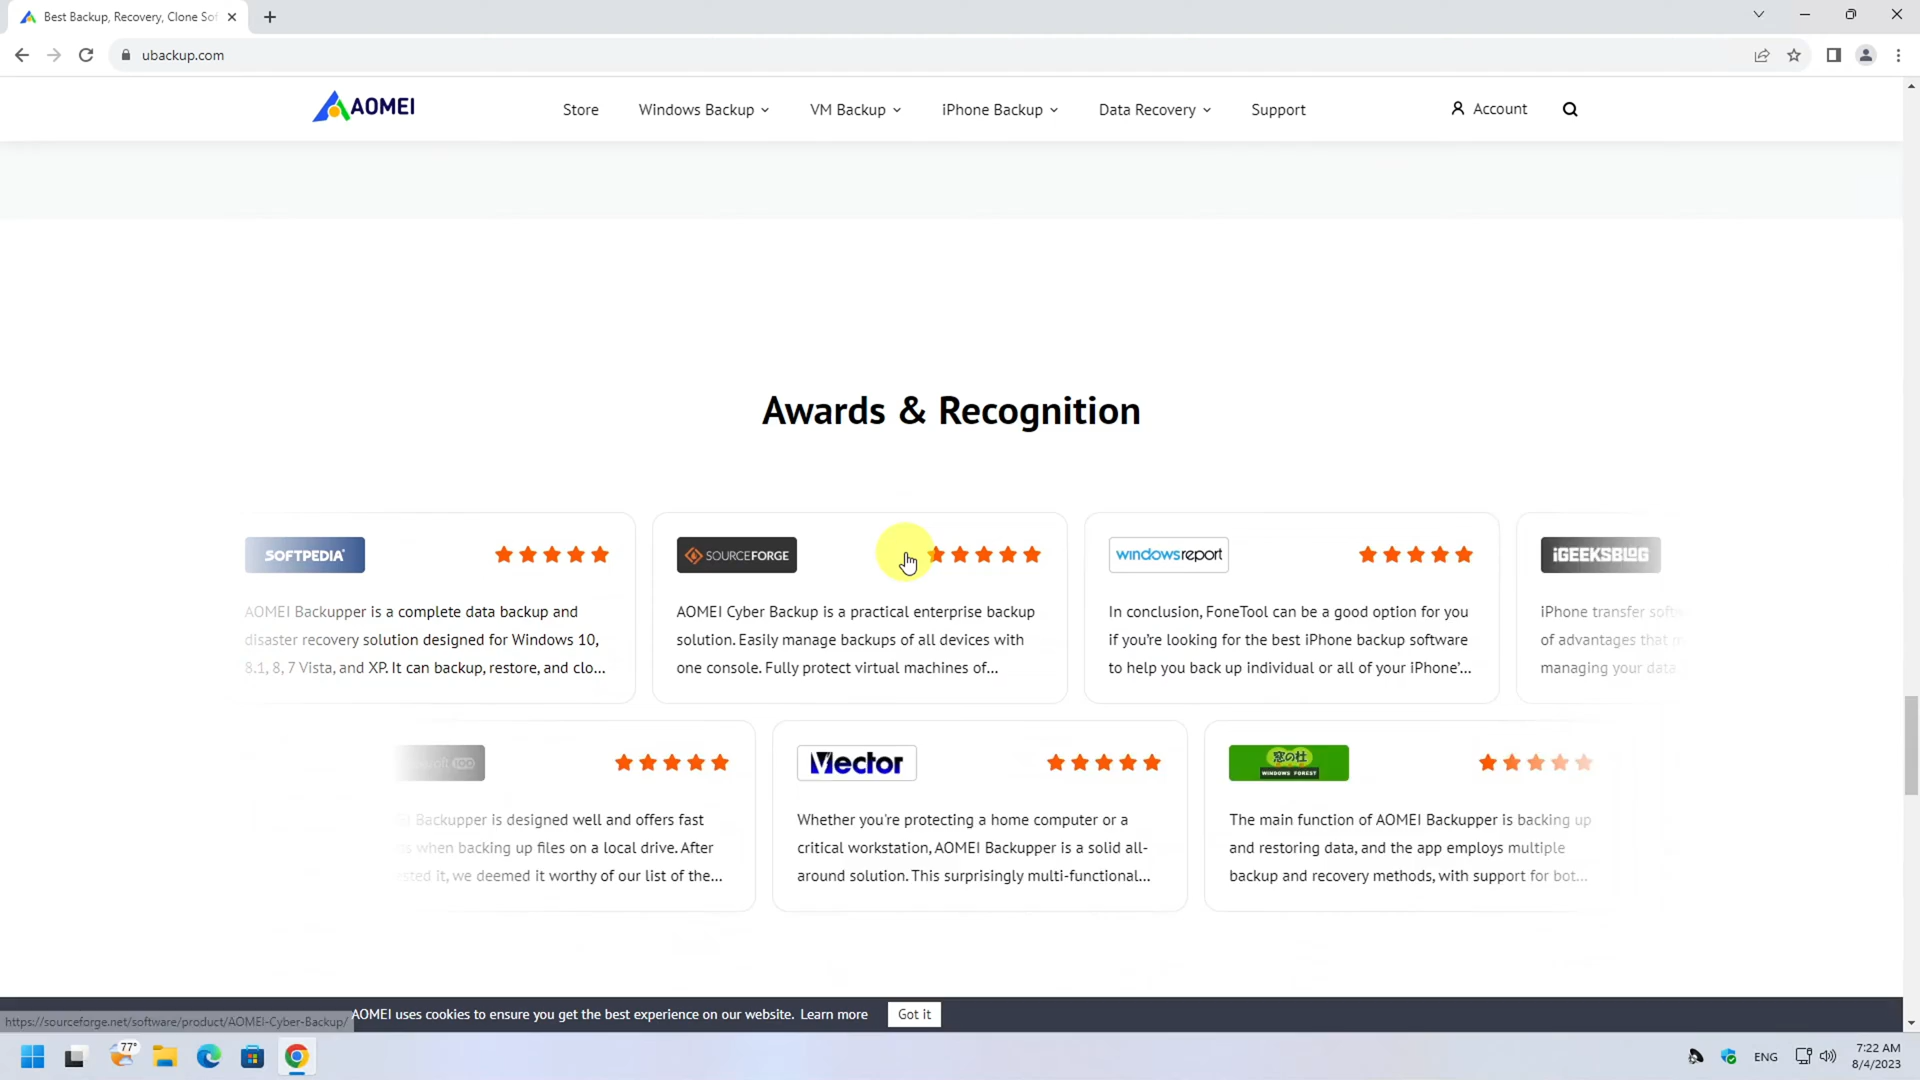 Best Backup, Recovery, Clone Sof
ubackup.com
AOMEI
Store
Windows Backup
VM Backup
iPhone Backup
Data Recovery
Support
Account
Awards & Recognition
SOFTPEDIA
AOMEI Backupper is a complete data backup and
disaster recovery solution designed for Windows 10,
8.1, 8, 7 Vista, and XP. It can backup, restore, and clo...
SOURCEFORGE
AOMEI Cyber Backup is a practical enterprise backup
solution. Easily manage backups of all devices with
one console. Fully protect virtual machines of...
windowsreport
In conclusion, FoneTool can be a good option for you
if you're looking for the best iPhone backup software
to help you back up individual or all of your iPhone'...
iGEEKSBLOG
iPhone transfer
of advantages that
managing your data
Backupper is designed well and offers fast
when backing up files on a local drive. After
it, we deemed it worthy of our list of the...
Vector
Whether you're protecting a home computer or a
critical workstation, AOMEI Backupper is a solid all-
around solution. This surprisingly multi-functional...
窓の杜
WINDOWS FOREST
The main function of AOMEI Backupper is backing up
and restoring data, and the app employs multiple
backup and recovery methods, with support for bot...
AOMEI uses cookies to ensure you get the best experience on our website. Learn more
Got it
https://sourceforge.net/software/product/AOMEI-Cyber-Backup/
77°
ENG
7:22 AM
8/4/2023